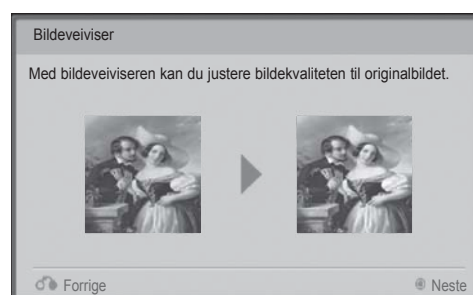 Bildeveiviser
Med bildeveiviseren kan du justere bildekvaliteten til originalbildet.
Forrige
Neste